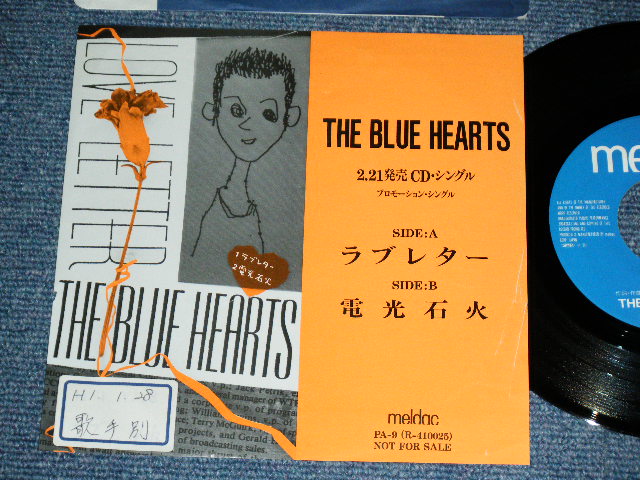 LOVE LETTER
1 ラブレター
2 電光石火
THE BLUE HEARTS
H1. 1. 28
歌手別
THE BLUE HEARTS
2.21発売 CD・シングル
プロモーション・シングル
SIDE:A
ラブレター
SIDE:B
電光石火
meldac
PA-9 (R-410025)
NOT FOR SALE
mel
THE